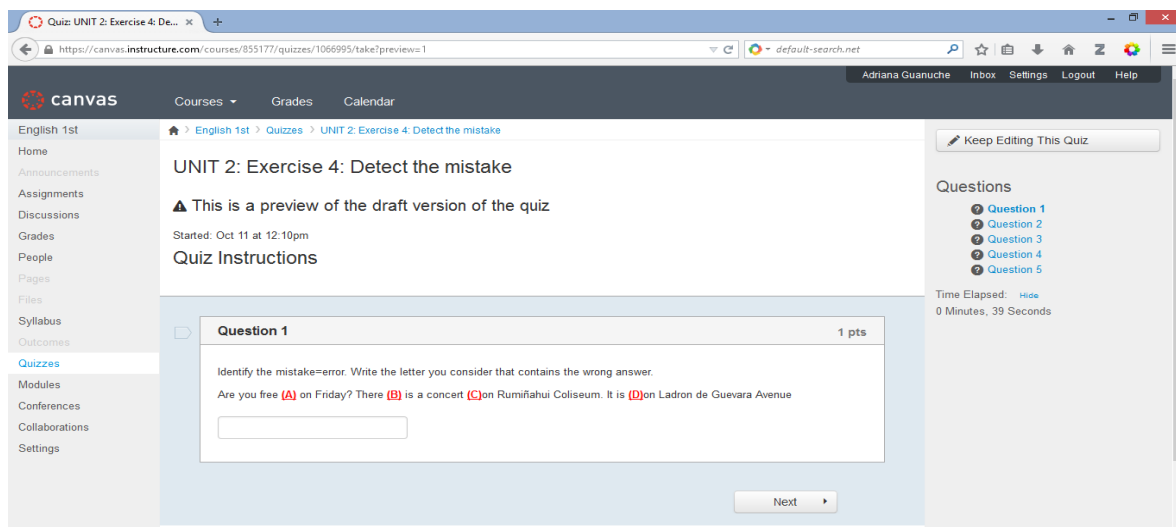 Quiz: UNIT 2: Exercise 4: De... × +
https://canvas.instructure.com/courses/855177/quizzes/1066995/take?preview=1
default-search.net
Adriana Guanuche Inbox Settings Logout Help
canvas Courses Grades Calendar
English 1st
Home
Announcements
Assignments
Discussions
Grades
People
Pages
Files
Syllabus
Outcomes
Quizzes
Modules
Conferences
Collaborations
Settings
English 1st > Quizzes > UNIT 2: Exercise 4: Detect the mistake
UNIT 2: Exercise 4: Detect the mistake
This is a preview of the draft version of the quiz
Started: Oct 11 at 12:10pm
Quiz Instructions
Question 1 1 pts
Identify the mistake=error. Write the letter you consider that contains the wrong answer.
Are you free (A) on Friday? There (B) is a concert (C)on Rumiñahui Coliseum. It is (D)on Ladron de Guevara Avenue
Next
Keep Editing This Quiz
Questions
Question 1
Question 2
Question 3
Question 4
Question 5
Time Elapsed: Hide
0 Minutes, 39 Seconds